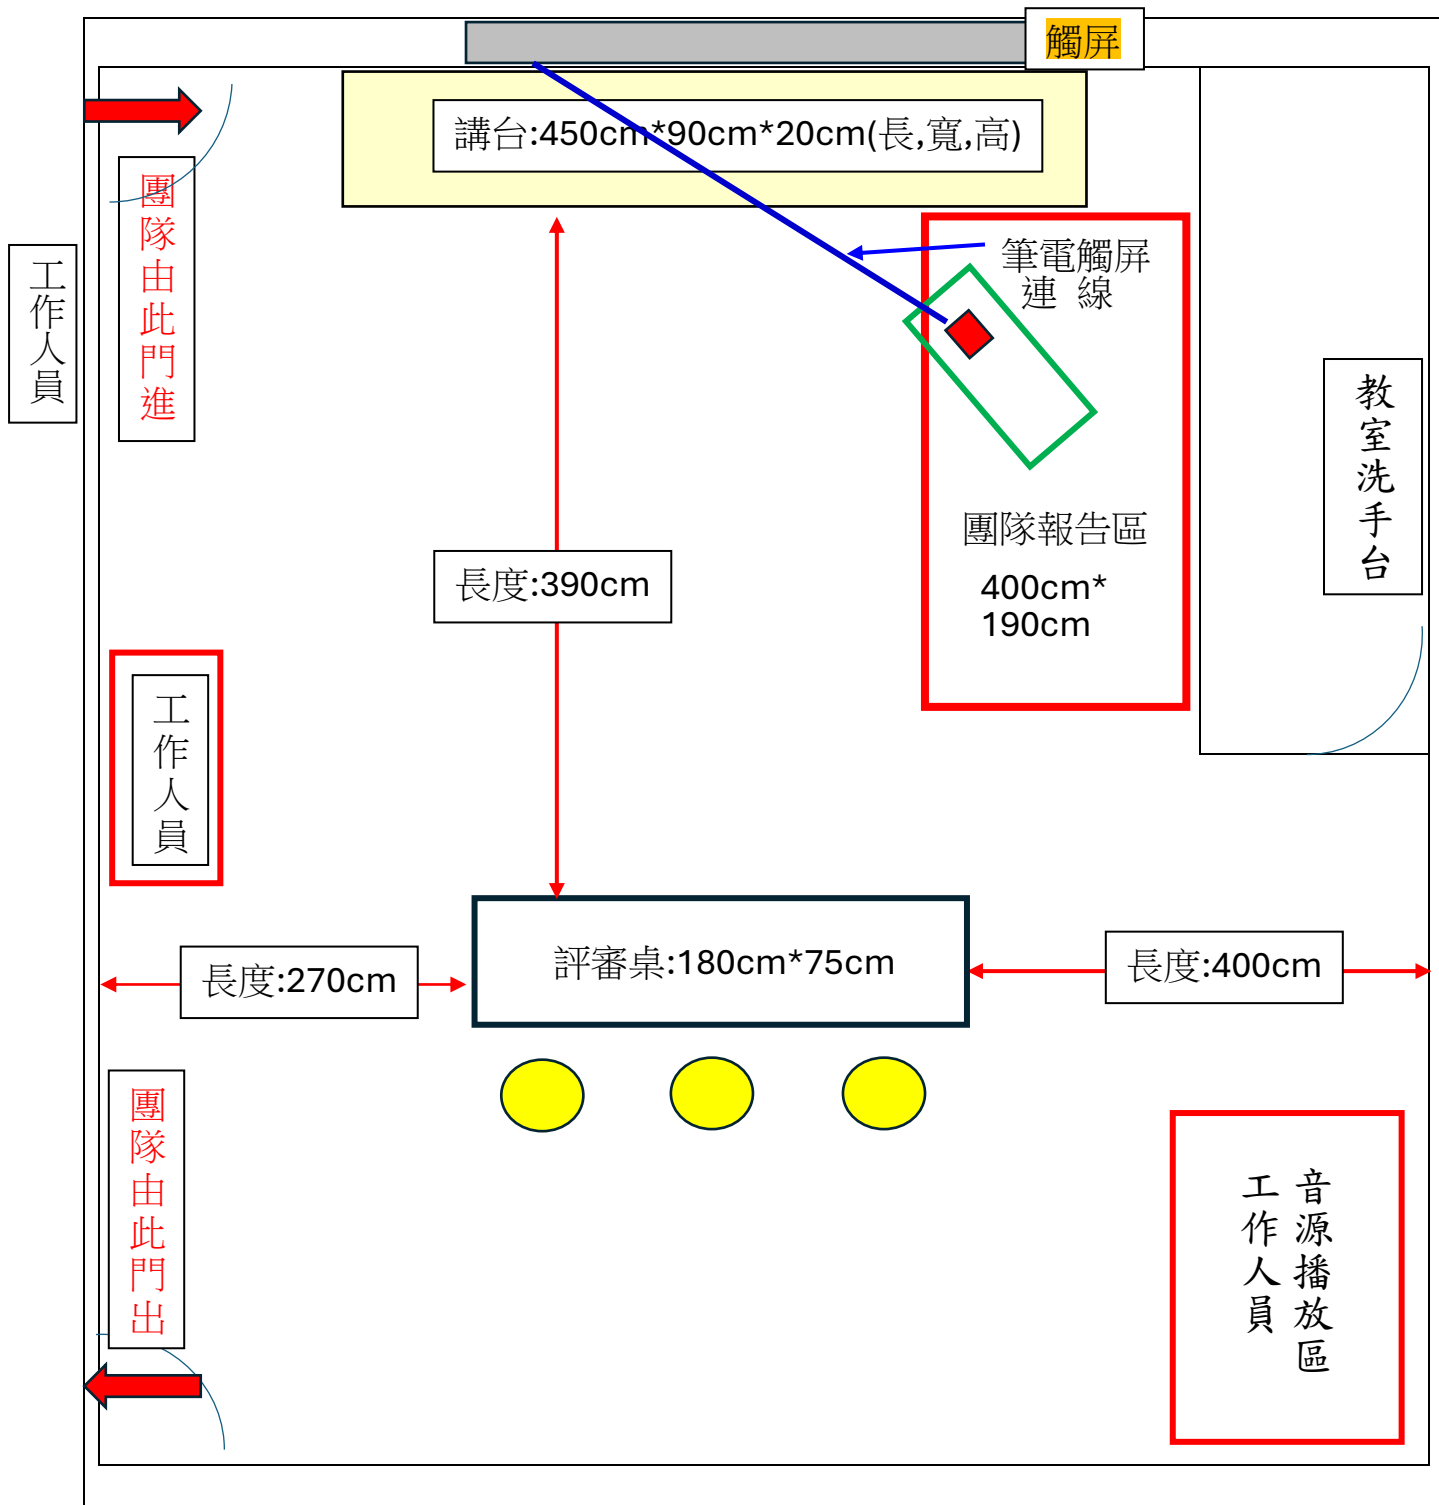 觸屏
講台:450cm*90cm*20cm(長,寬,高)
團隊由此門進
工作人員
筆電觸屏
連 線
教室洗手台
團隊報告區
400cm*
190cm
長度:390cm
工作人員
評審桌:180cm*75cm
長度:270cm
長度:400cm
團隊由此門出
音源播放區
工作人員